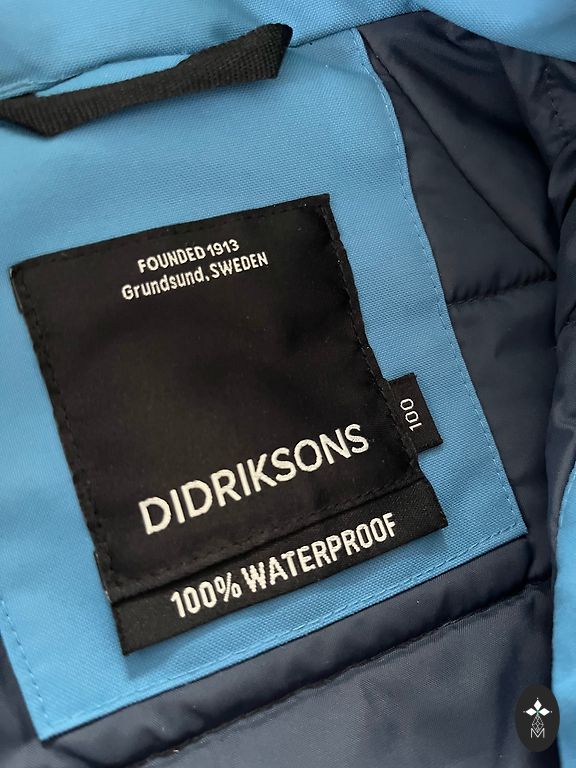 FOUNDED 1913
Grundsund, SWEDEN
DIDRIKSONS
100
100% WATERPROOF
M